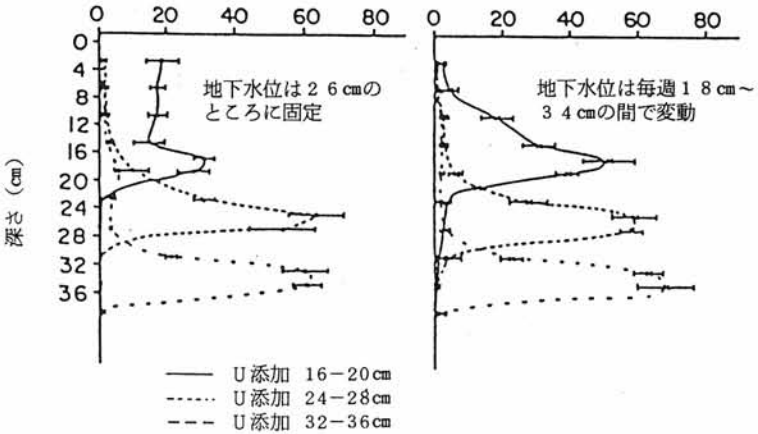 0 20 40 60 80
0 20 40 60 80
0
4
8
12
16
20
24
28
32
36
深さ (cm)
地下水位は26cmの
ところに固定
地下水位は毎週18cm～
34cmの間で変動
U添加 16－20cm
U添加 24－28cm
U添加 32－36cm